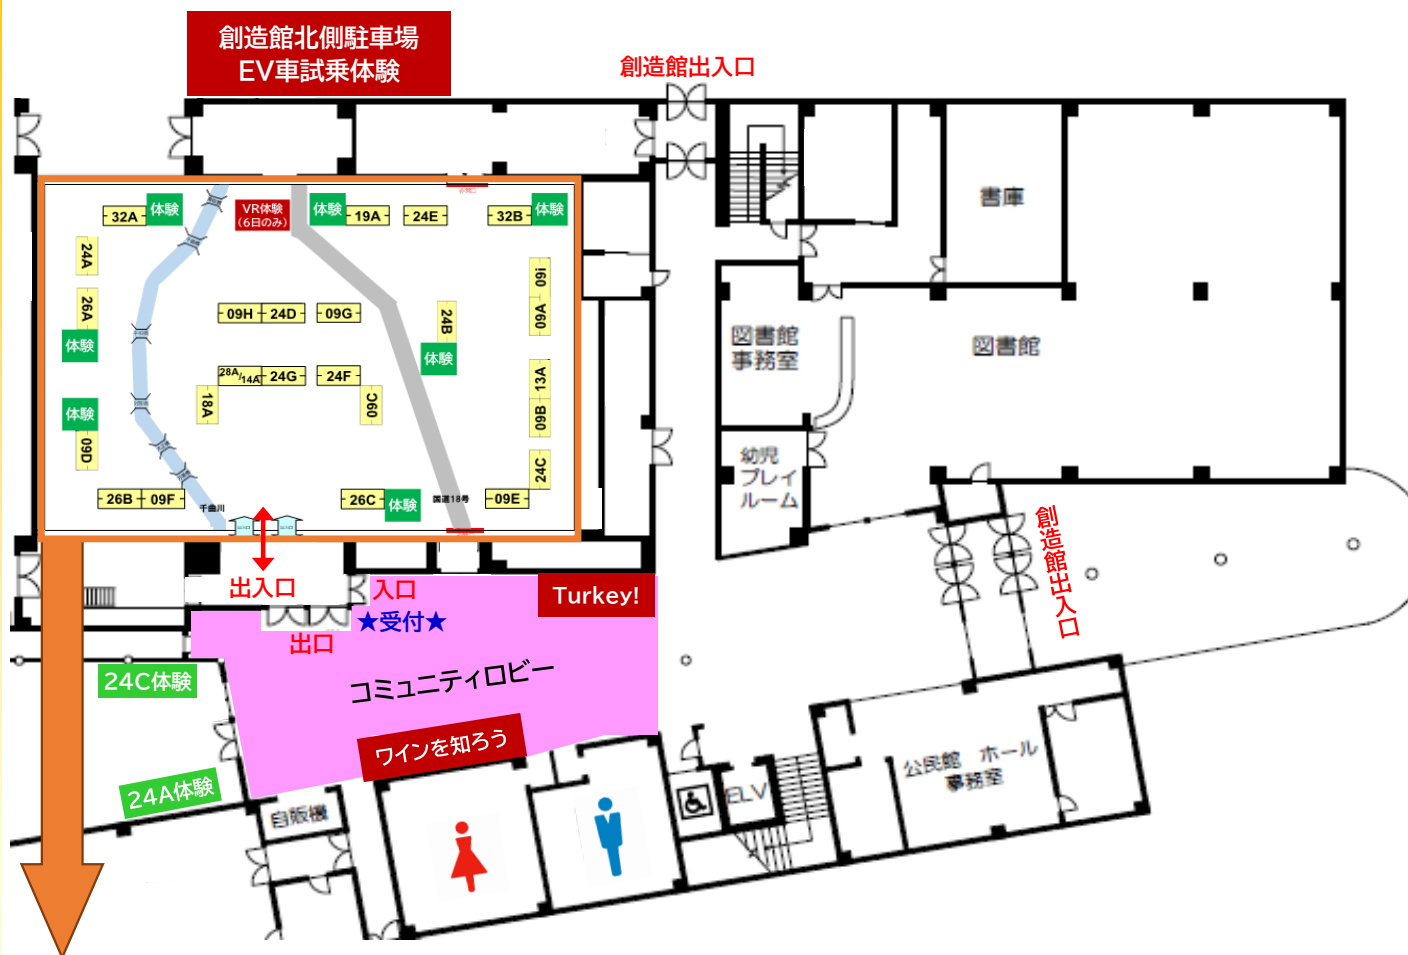 創造館北側駐車場
EV車試乗体験
創造館出入口
32A
体験
VR体験
(6日のみ)
体験
19A
24E
32B
体験
24A
26A
体験
09I
09A
09H
24D
09G
24B
体験
28A/14A
24G
24F
18A
09C
13A
09B
体験
09D
24C
26B
09F
千曲川
26C
体験
国道18号
09E
書庫
図書館
事務室
図書館
幼児
プレイ
ルーム
創造館出入口
出入口
入口
Turkey!
★受付★
出口
コミュニティロビー
24C体験
ワインを知ろう
24A体験
自販機
ELV
公民館 ホール
事務室